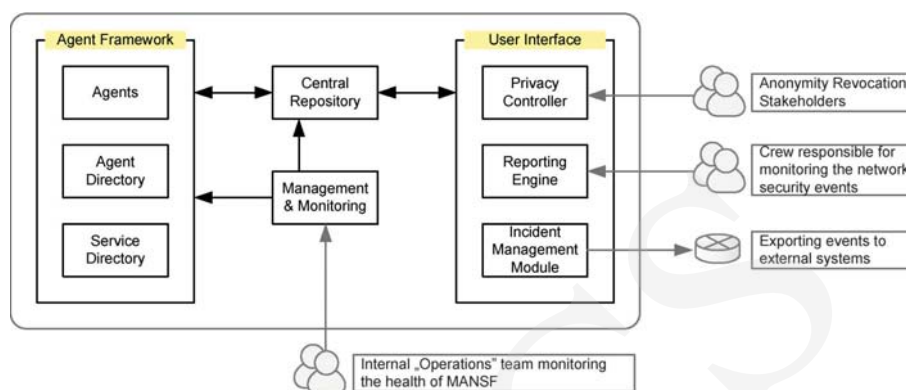 Agent Framework
Agents
Agent
Directory
Service
Directory
Central
Repository
Management
& Monitoring
User Interface
Privacy
Controller
Reporting
Engine
Incident
Management
Module
Anonymity Revocation
Stakeholders
Crew responsible for
monitoring the network
security events
Exporting events to
external systems
Internal „Operations” team monitoring
the health of MANSF